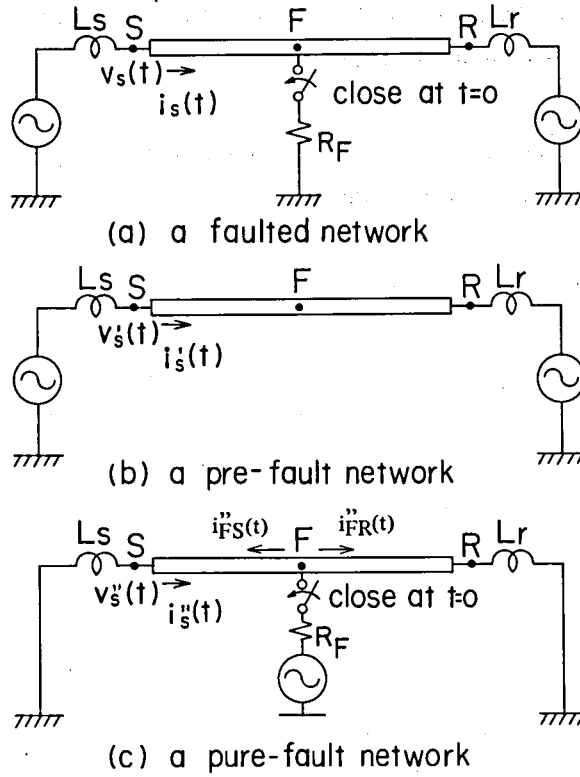 Ls S F R Lr
vs(t) →
is(t)
close at t=0
RF
(a) a faulted network
Ls S F R Lr
v's(t) →
i's(t)
(b) a pre-fault network
i"FS(t) i"FR(t)
Ls S F R Lr
v"s(t) →
i"s(t)
close at t=0
RF
(c) a pure-fault network